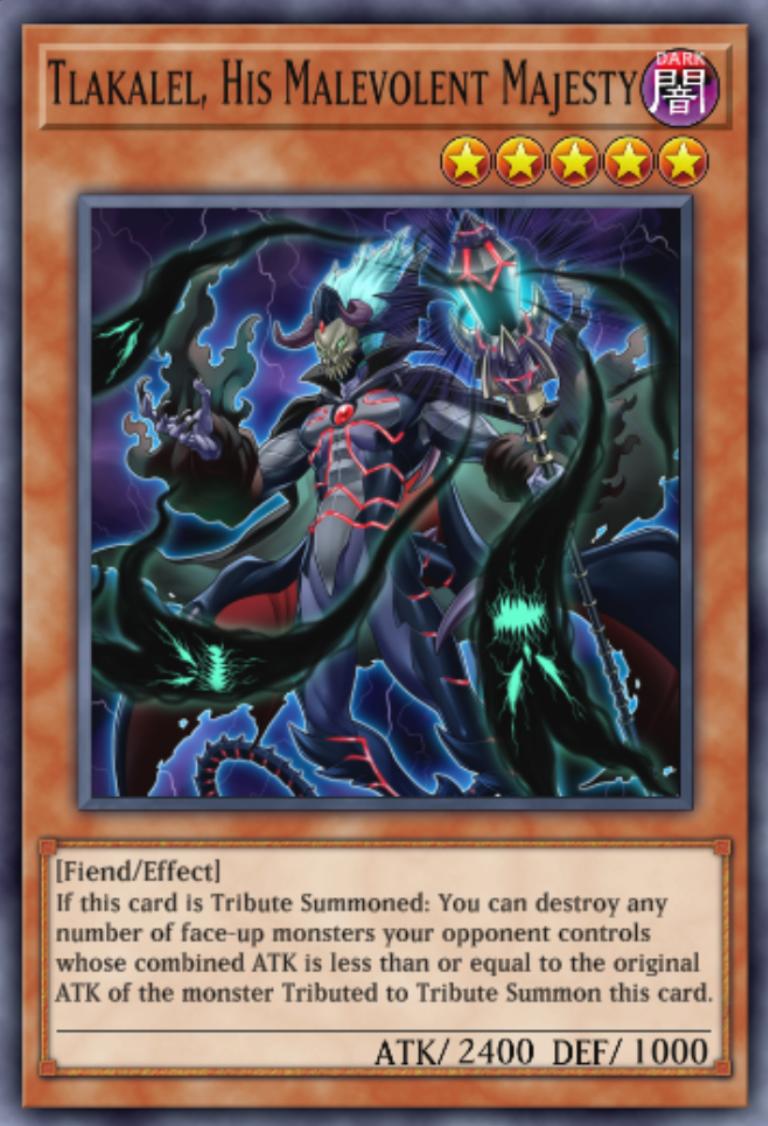 Tlakalel, His Malevolent Majesty
DARK
闇
[Fiend/Effect]
If this card is Tribute Summoned: You can destroy any
number of face-up monsters your opponent controls
whose combined ATK is less than or equal to the original
ATK of the monster Tributed to Tribute Summon this card.
ATK/ 2400 DEF/ 1000